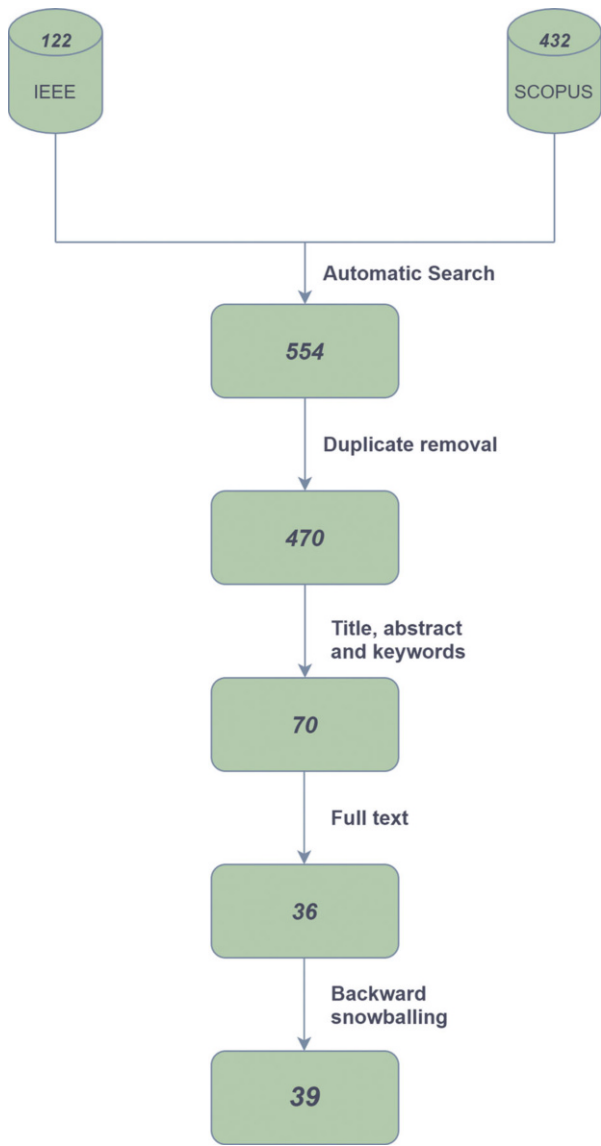 122
IEEE
432
SCOPUS
Automatic Search
554
Duplicate removal
470
Title, abstract
and keywords
70
Full text
36
Backward
snowballing
39